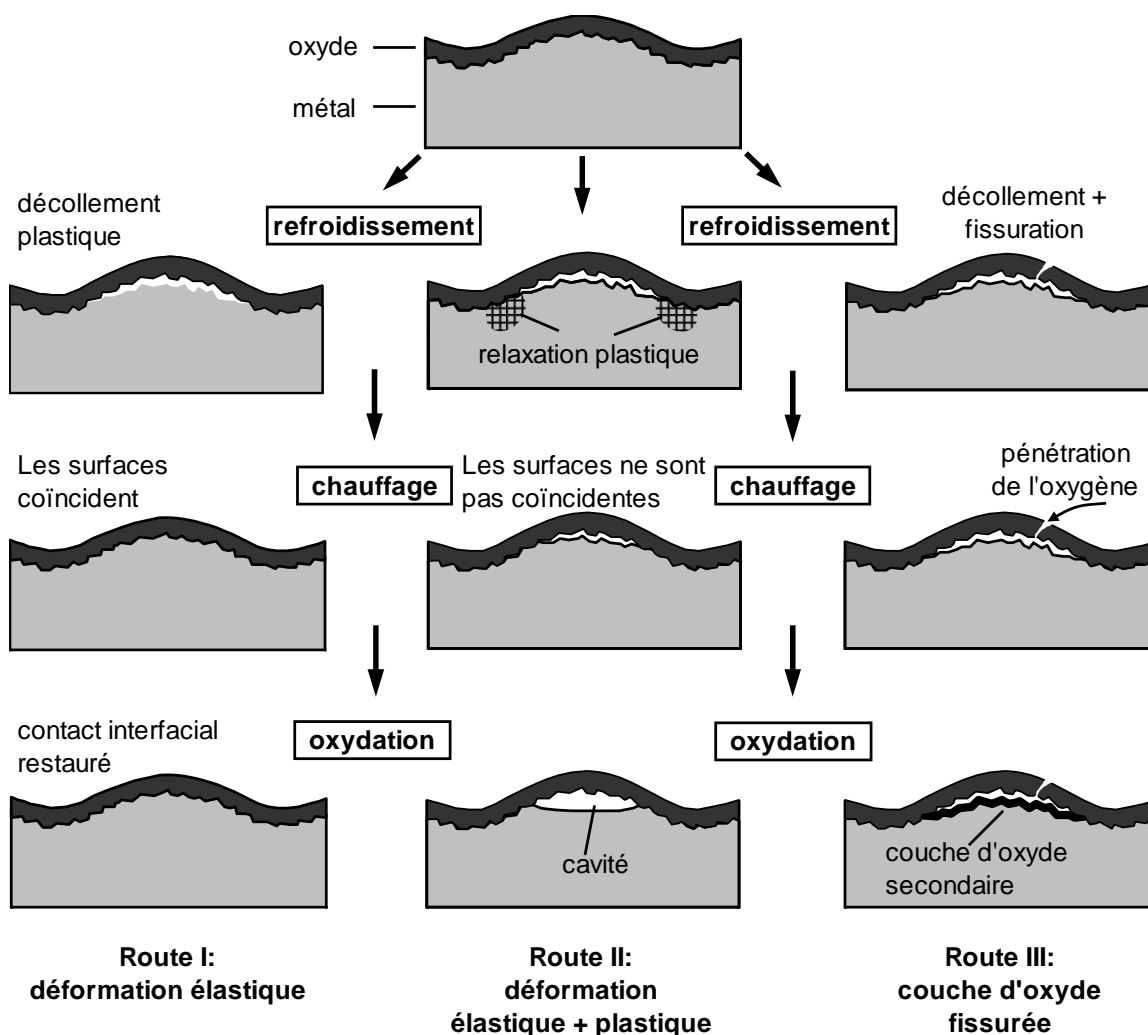 oxyde
métal
décollement
plastique
refroidissement
refroidissement
décollement +
fissuration
relaxation plastique
Les surfaces
coïncident
chauffage
Les surfaces ne sont
pas coïncidentes
chauffage
pénétration
de l'oxygène
contact interfacial
restauré
oxydation
oxydation
cavité
couche d'oxyde
secondaire
Route I:
déformation élastique
Route II:
déformation
élastique + plastique
Route III:
couche d'oxyde
fissurée